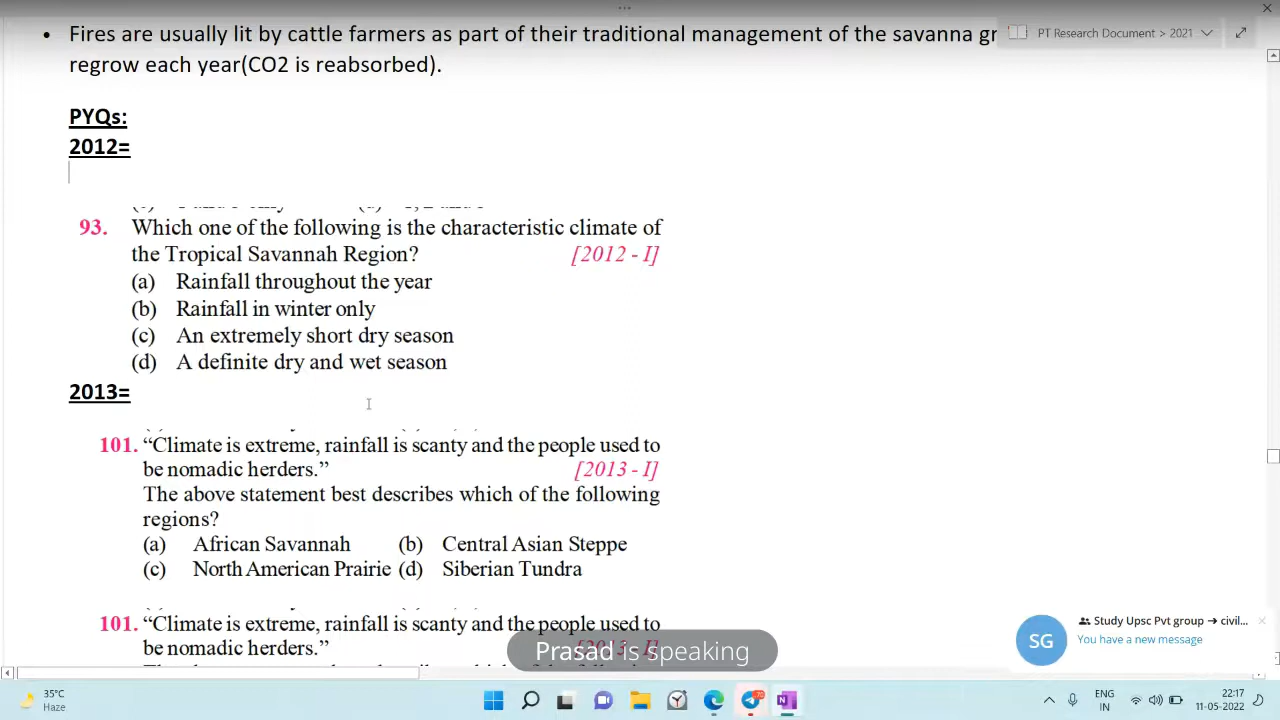 Fires are usually lit by cattle farmers as part of their traditional management of the savanna gr
PT Research Document > 2021
regrow each year(CO2 is reabsorbed).
PYQs:
2012=
93. Which one of the following is the characteristic climate of
the Tropical Savannah Region? [2012 - I]
(a) Rainfall throughout the year
(b) Rainfall in winter only
(c) An extremely short dry season
(d) A definite dry and wet season
2013=
101. “Climate is extreme, rainfall is scanty and the people used to
be nomadic herders.” [2013 - I]
The above statement best describes which of the following
regions?
(a) African Savannah (b) Central Asian Steppe
(c) North American Prairie (d) Siberian Tundra
101. “Climate is extreme, rainfall is scanty and the people used to
be nomadic herders.”
Prasad is speaking
SG
Study Upsc Pvt group → civil...
You have a new message
35°C
Haze
ENG
IN
22:17
11-05-2022